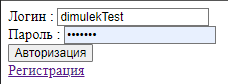 Логин : dimulekTest
Пароль : •••••••
Авторизация
Регистрация